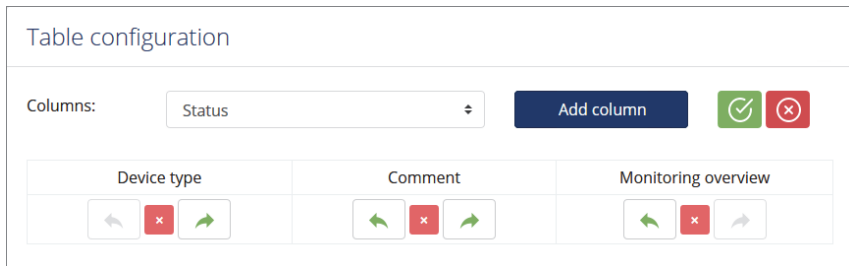 Table configuration
Columns:
Status
Add column
Device type
Comment
Monitoring overview